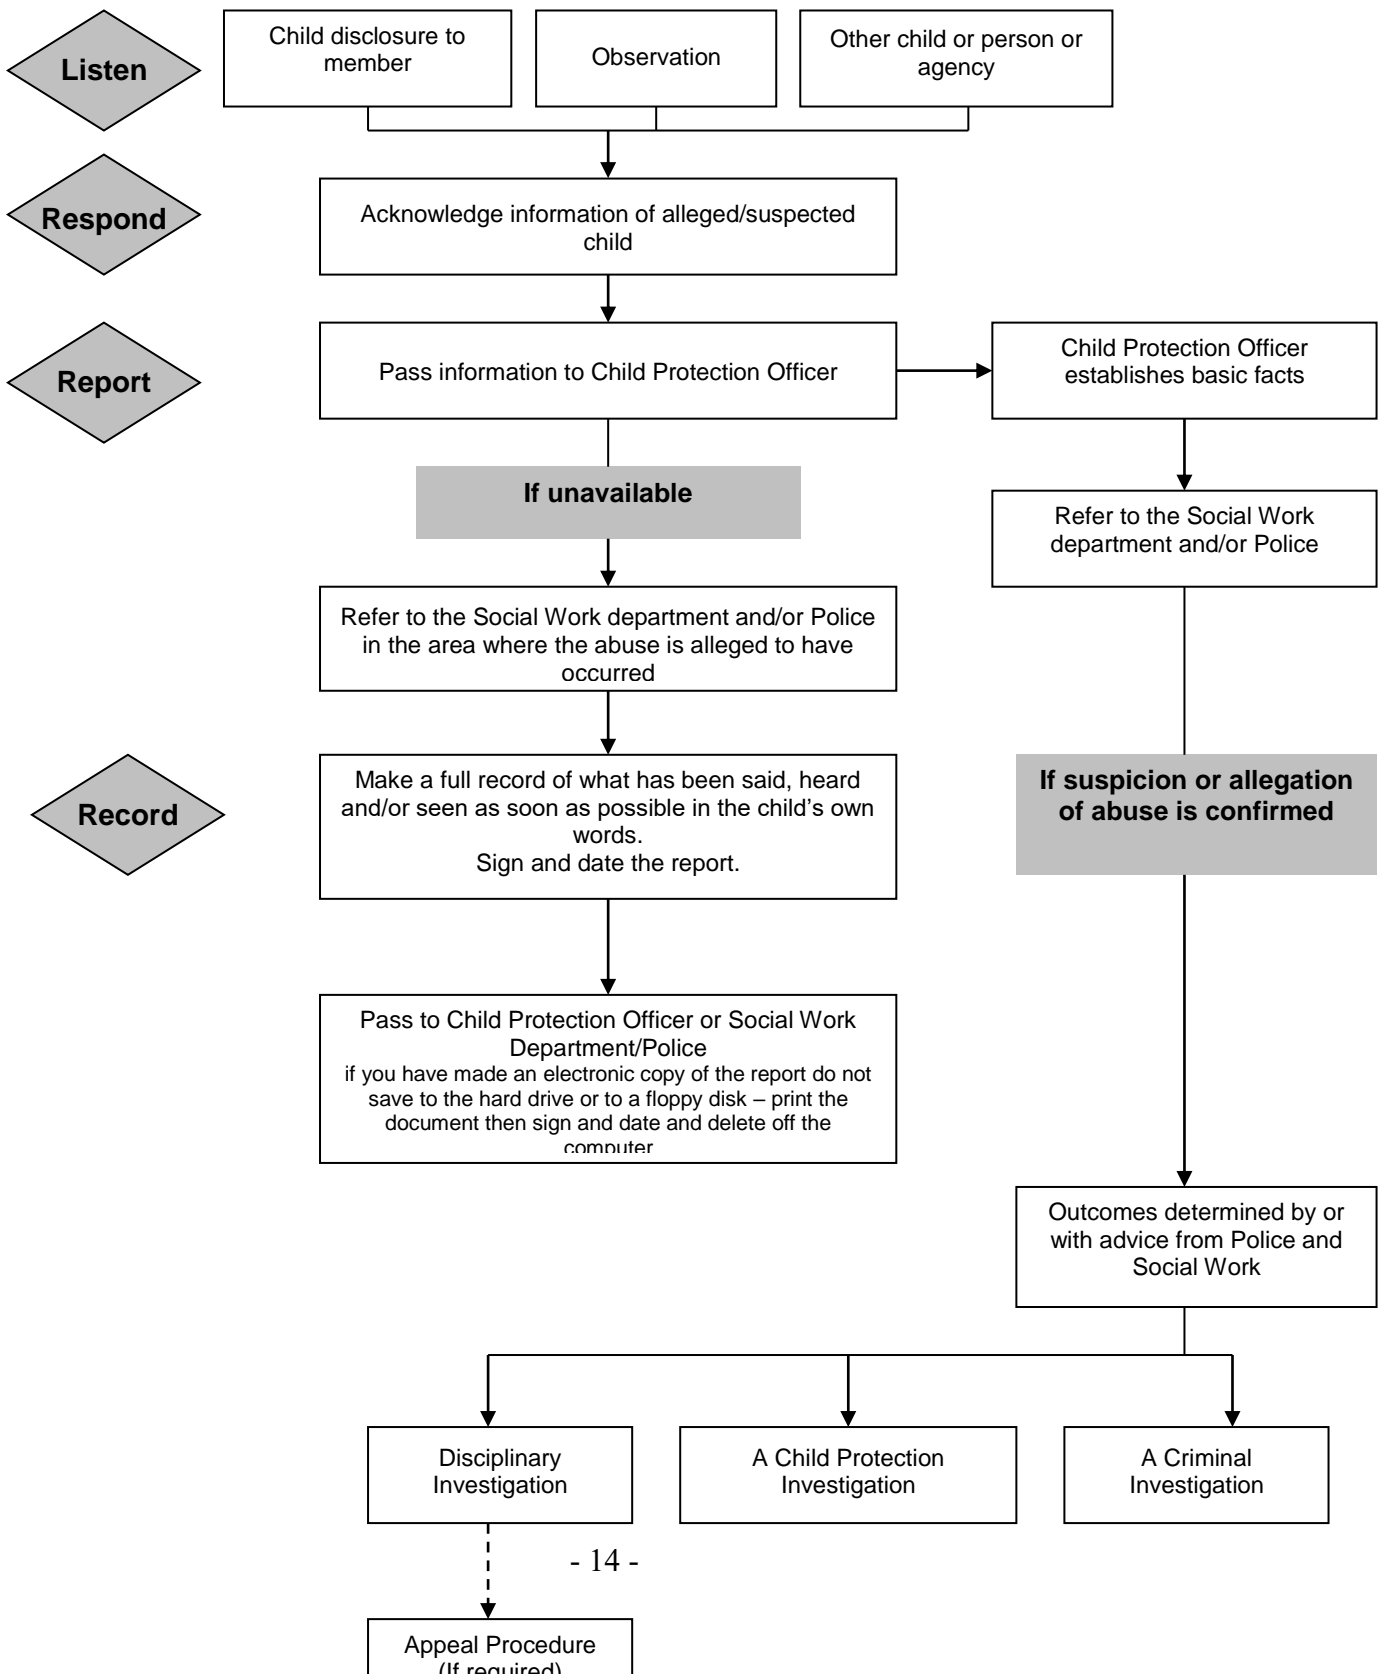 Listen
Child disclosure to
member
Observation
Other child or person or
agency
Respond
Acknowledge information of alleged/suspected
child
Report
Pass information to Child Protection Officer
Child Protection Officer
establishes basic facts
If unavailable
Refer to the Social Work
department and/or Police
Refer to the Social Work department and/or Police
in the area where the abuse is alleged to have
occurred
Record
Make a full record of what has been said, heard
and/or seen as soon as possible in the child’s own
words.
Sign and date the report.
If suspicion or allegation
of abuse is confirmed
Pass to Child Protection Officer or Social Work
Department/Police
if you have made an electronic copy of the report do not
save to the hard drive or to a floppy disk – print the
document then sign and date and delete off the
computer
Outcomes determined by or
with advice from Police and
Social Work
Disciplinary
Investigation
A Child Protection
Investigation
A Criminal
Investigation
- 14 -
Appeal Procedure
(If required)